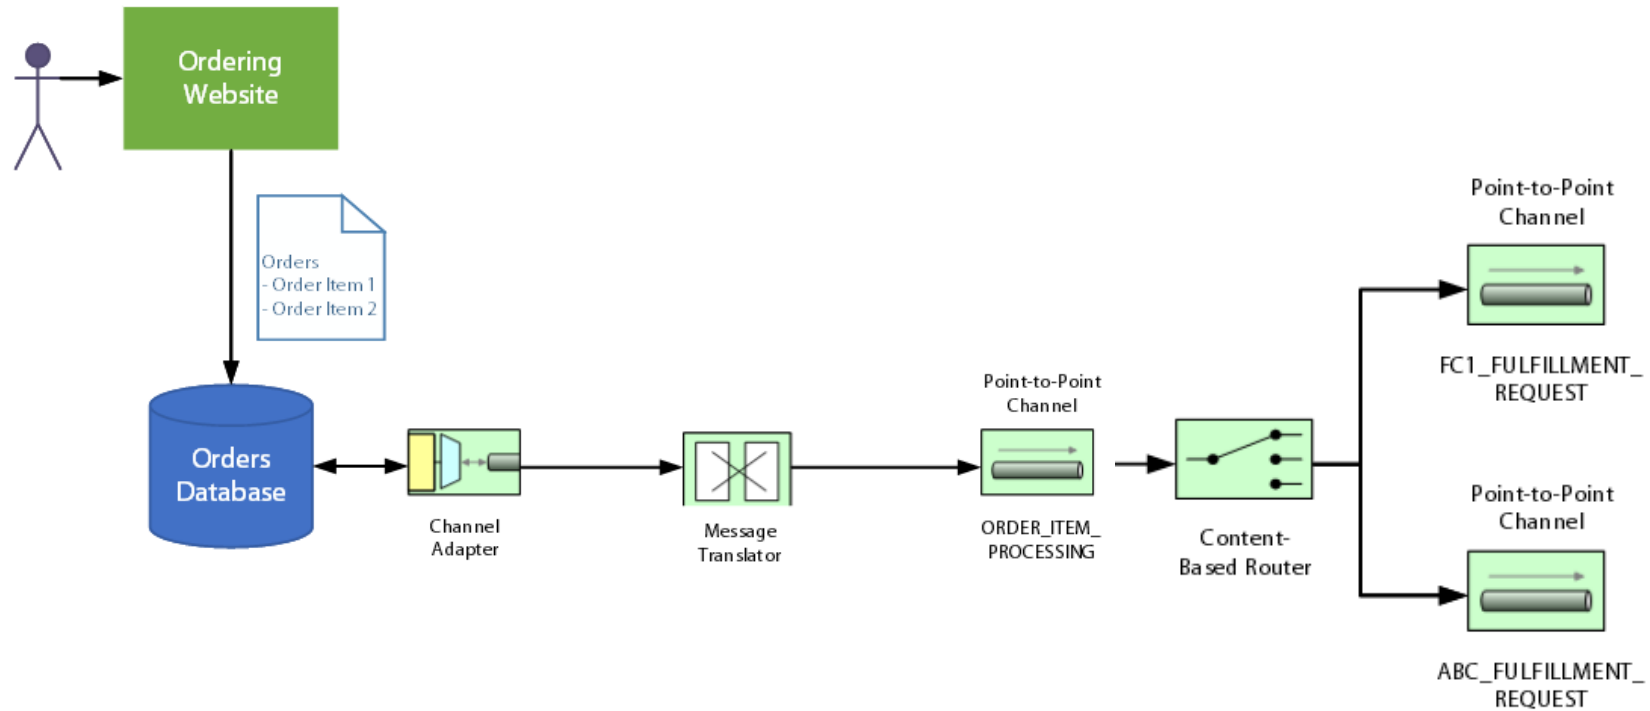 Ordering
Website
Orders
- Order Item 1
- Order Item 2
Orders
Database
Channel
Adapter
Message
Translator
Point-to-Point
Channel
ORDER_ITEM_
PROCESSING
Content-
Based Router
Point-to-Point
Channel
FC1_FULFILLMENT_
REQUEST
Point-to-Point
Channel
ABC_FULFILLMENT_
REQUEST